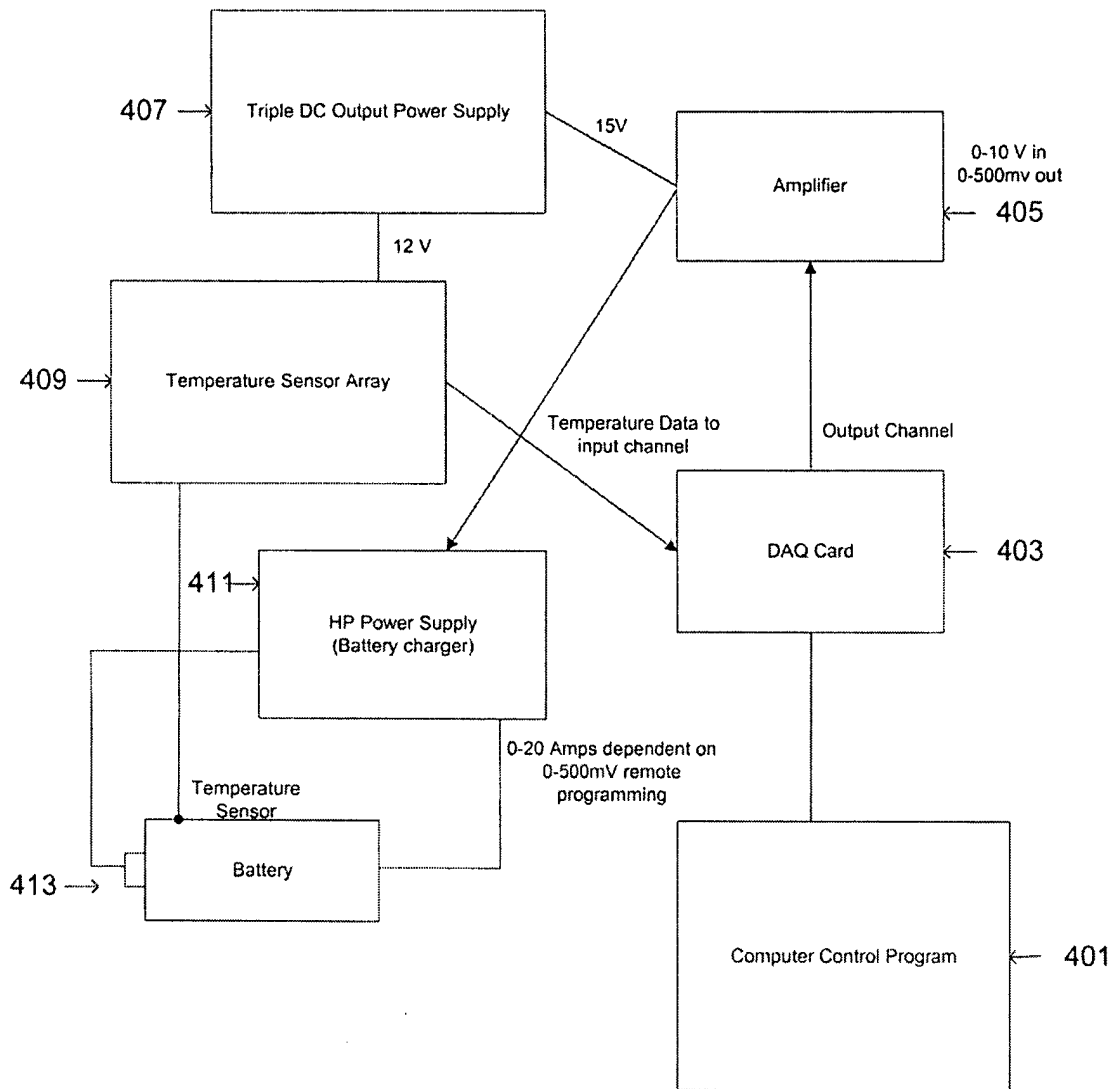 407
Triple DC Output Power Supply
15V
Amplifier
0-10 V in
0-500mv out
405
12 V
409
Temperature Sensor Array
Temperature Data to
input channel
Output Channel
DAQ Card
403
411
HP Power Supply
(Battery charger)
0-20 Amps dependent on
0-500mV remote
programming
Temperature
Sensor
Battery
413
Computer Control Program
401